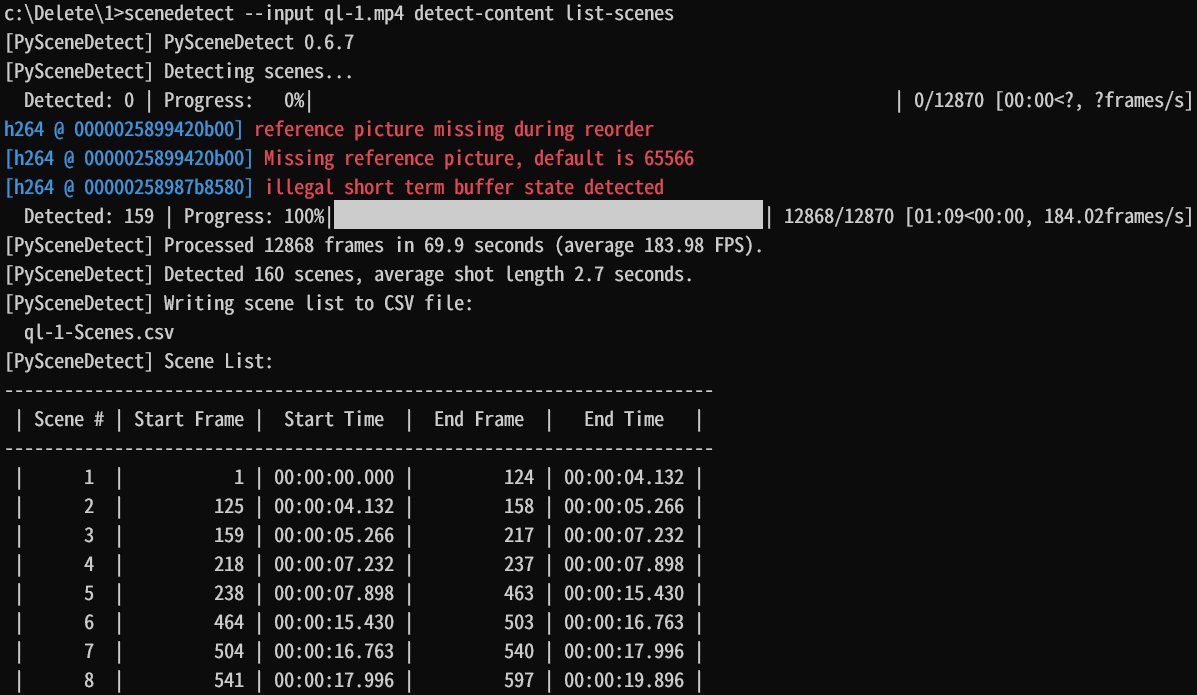 c:\Delete\1>scenedetect --input ql-1.mp4 detect-content list-scenes
[PySceneDetect] PySceneDetect 0.6.7
[PySceneDetect] Detecting scenes...
  Detected: 0 | Progress:   0%|                                                           | 0/12870 [00:00<?, ?frames/s]
h264 @ 0000025899420b00] reference picture missing during reorder
[h264 @ 0000025899420b00] Missing reference picture, default is 65566
[h264 @ 00000258987b8580] illegal short term buffer state detected
  Detected: 159 | Progress: 100%|                                           | 12868/12870 [01:09<00:00, 184.02frames/s]
[PySceneDetect] Processed 12868 frames in 69.9 seconds (average 183.98 FPS).
[PySceneDetect] Detected 160 scenes, average shot length 2.7 seconds.
[PySceneDetect] Writing scene list to CSV file:
  ql-1-Scenes.csv
[PySceneDetect] Scene List:
-----------------------------------------------------------------------
 | Scene # | Start Frame |  Start Time  |  End Frame  |   End Time   |
-----------------------------------------------------------------------
 |      1  |           1 | 00:00:00.000 |         124 | 00:00:04.132 |
 |      2  |         125 | 00:00:04.132 |         158 | 00:00:05.266 |
 |      3  |         159 | 00:00:05.266 |         217 | 00:00:07.232 |
 |      4  |         218 | 00:00:07.232 |         237 | 00:00:07.898 |
 |      5  |         238 | 00:00:07.898 |         463 | 00:00:15.430 |
 |      6  |         464 | 00:00:15.430 |         503 | 00:00:16.763 |
 |      7  |         504 | 00:00:16.763 |         540 | 00:00:17.996 |
 |      8  |         541 | 00:00:17.996 |         597 | 00:00:19.896 |